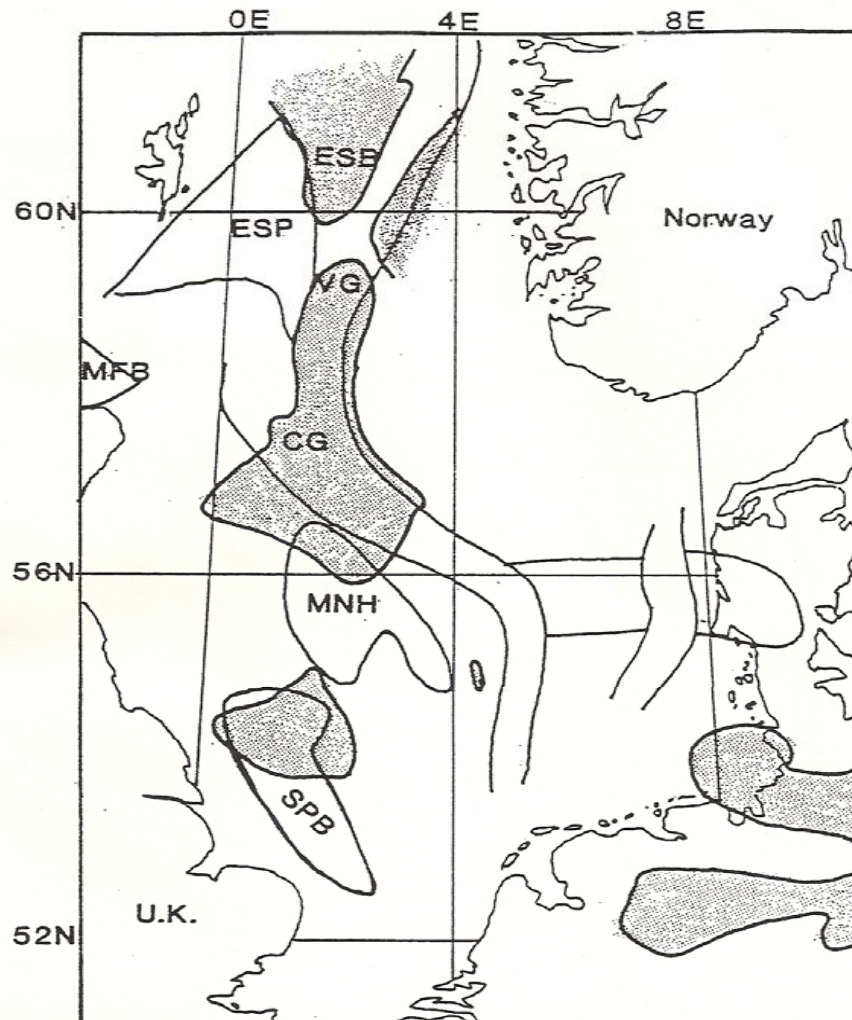 0E 4E 8E
ESB
60N
ESP
Norway
VG
MFB
CG
56N
MNH
SPB
U.K.
52N